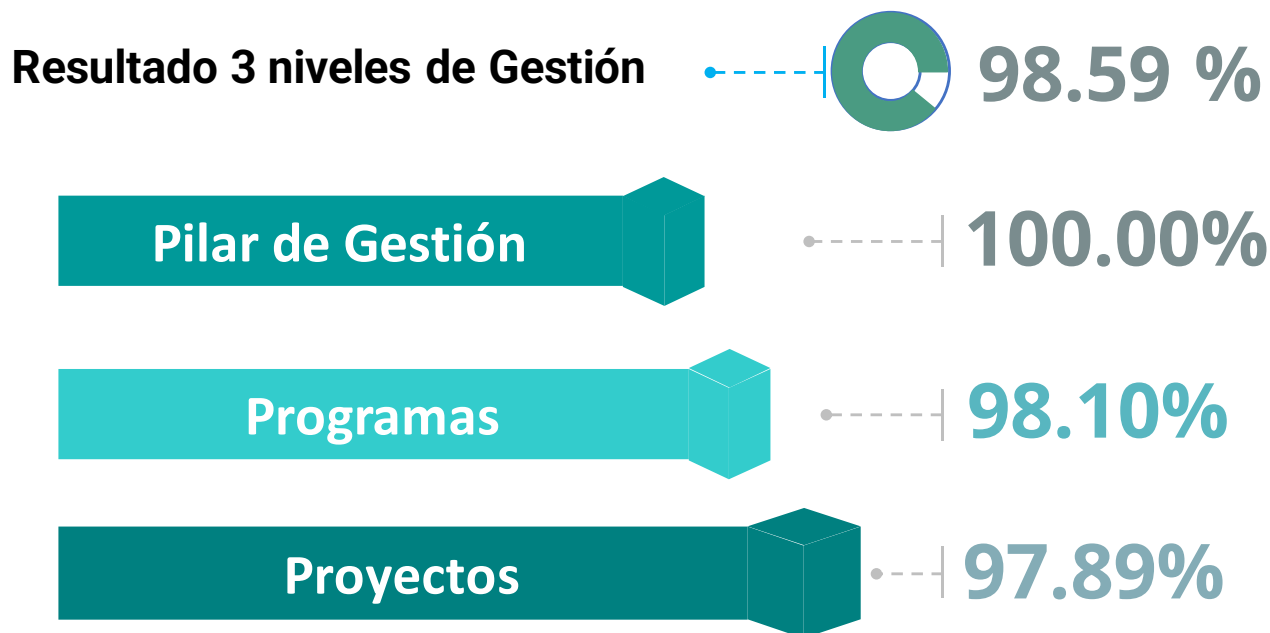 Resultado 3 niveles de Gestión
98.59 %
Pilar de Gestión
100.00%
Programas
98.10%
Proyectos
97.89%